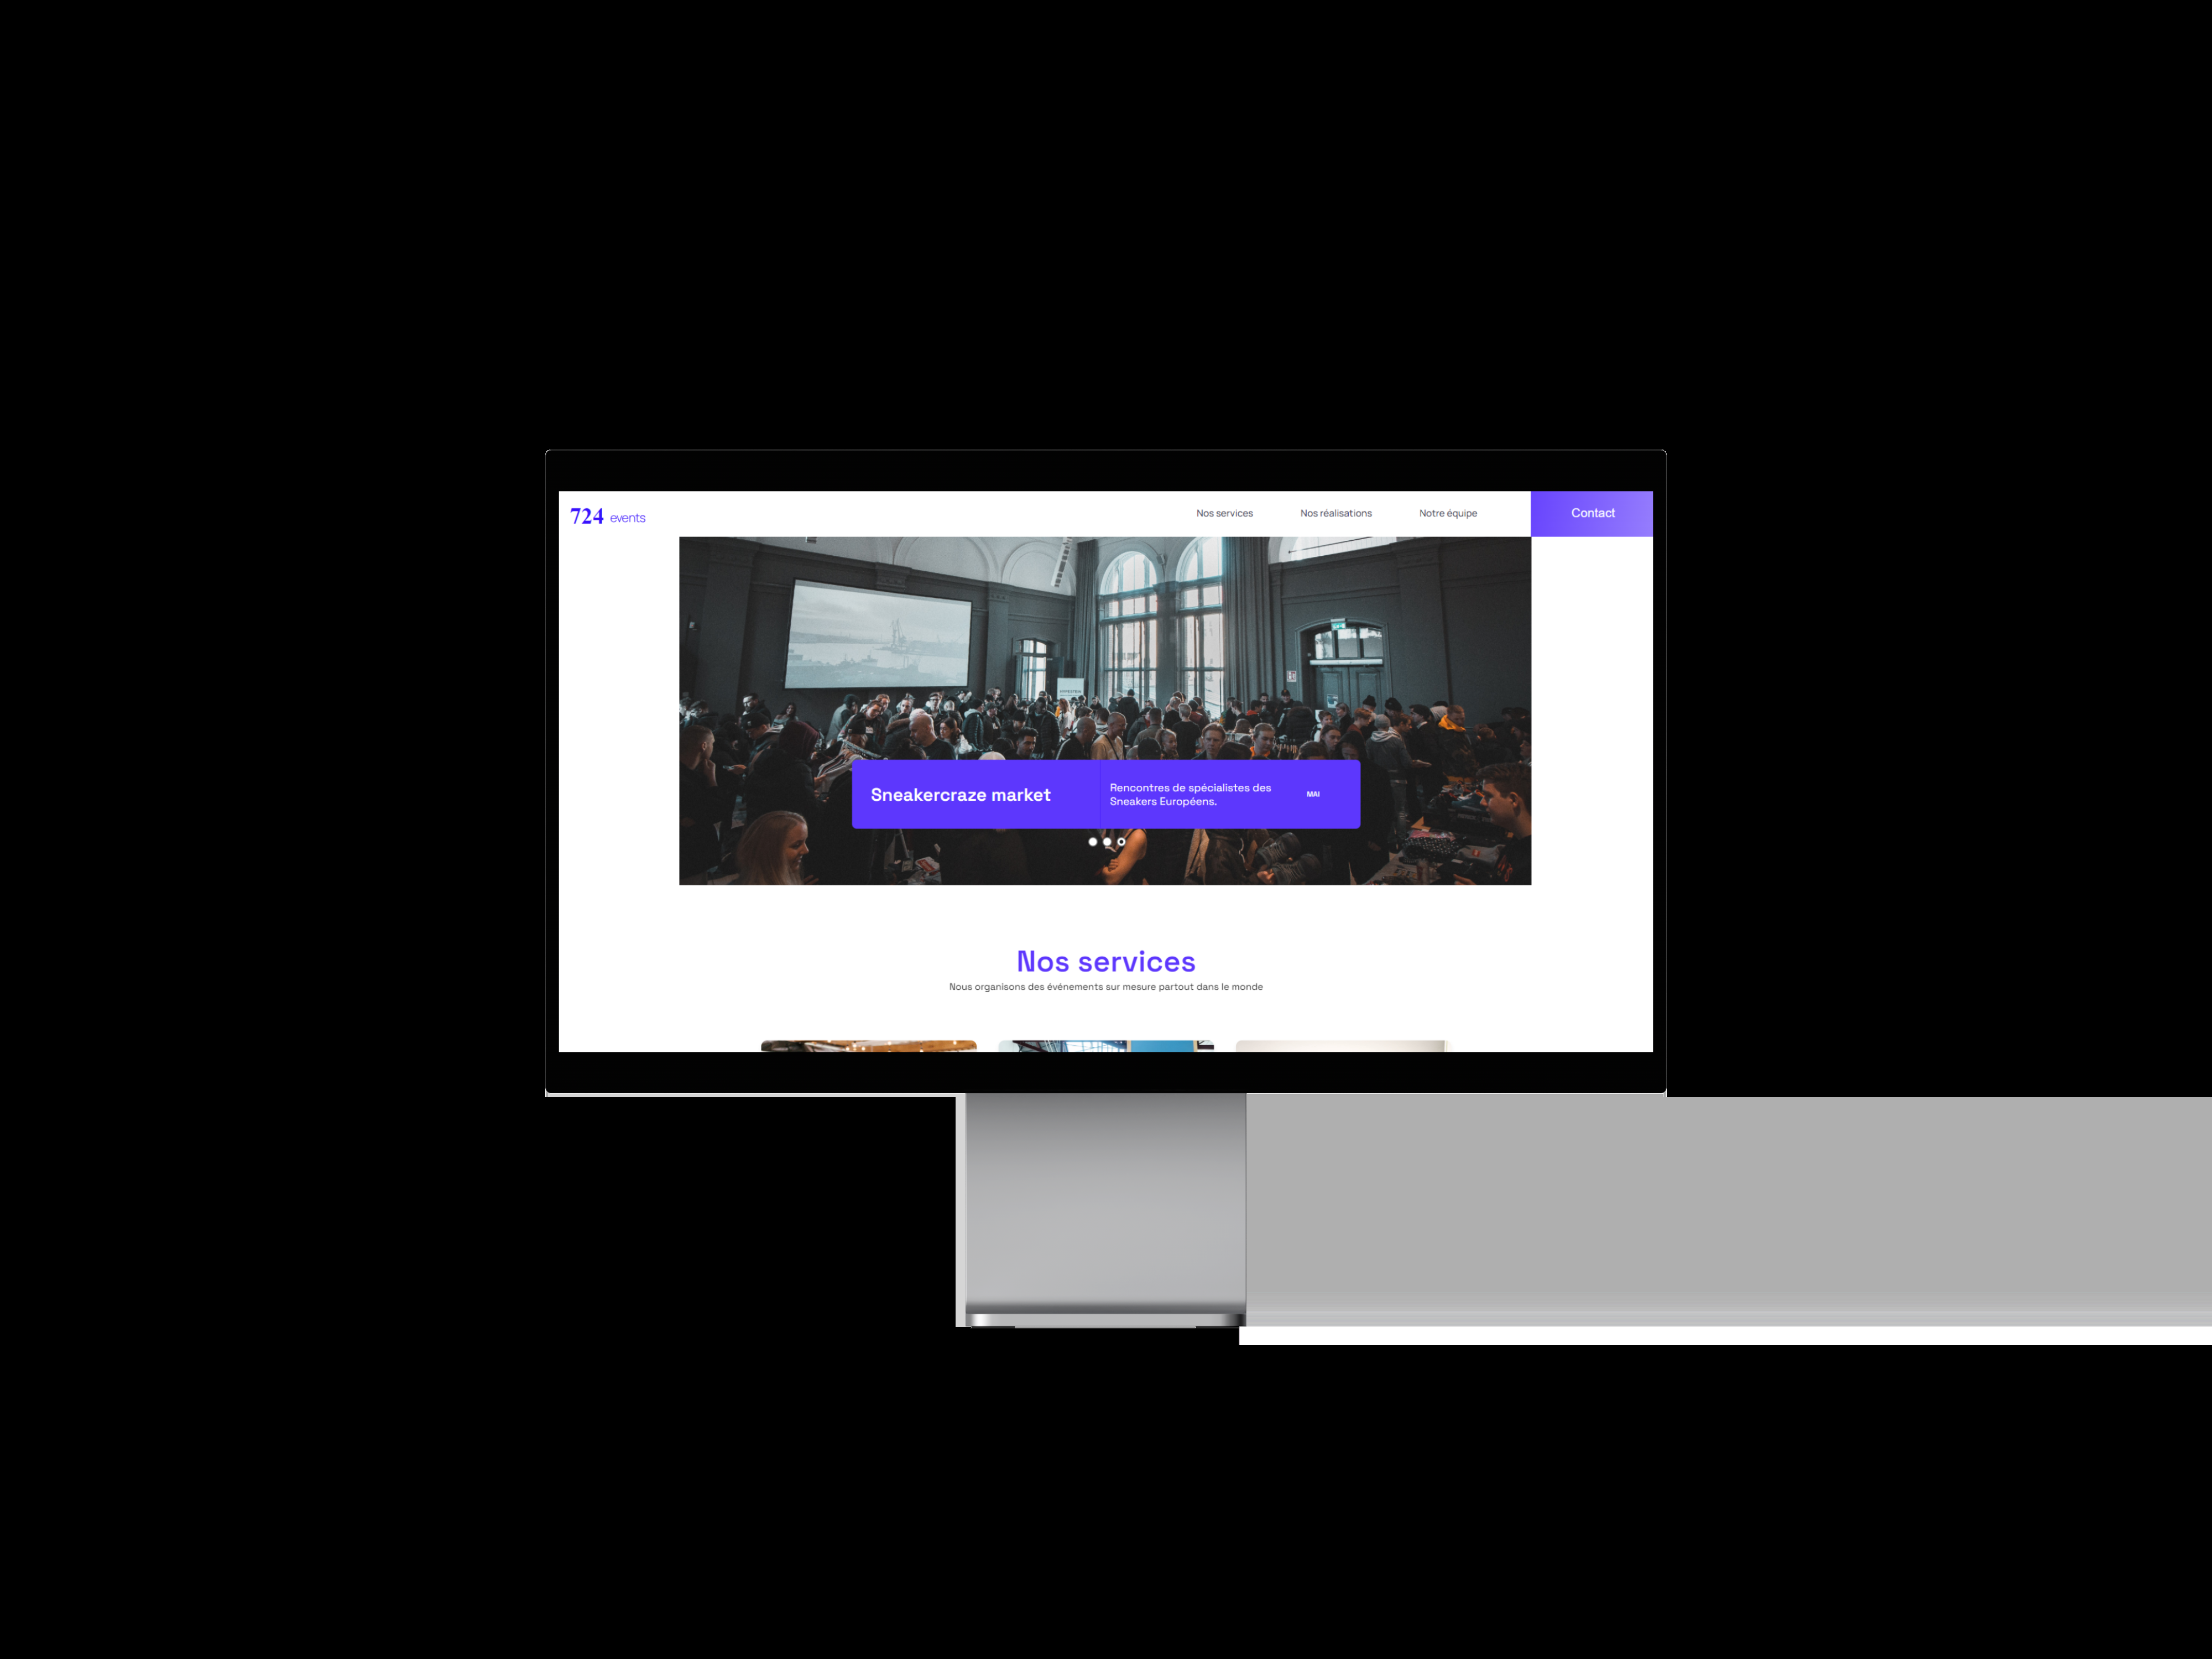 724 events
Nos services
Nos réalisations
Notre équipe
Contact
Sneakercraze market
Rencontres de spécialistes des
Sneakers Européens.
MAI
Nos services
Nous organisons des événements sur mesure partout dans le monde